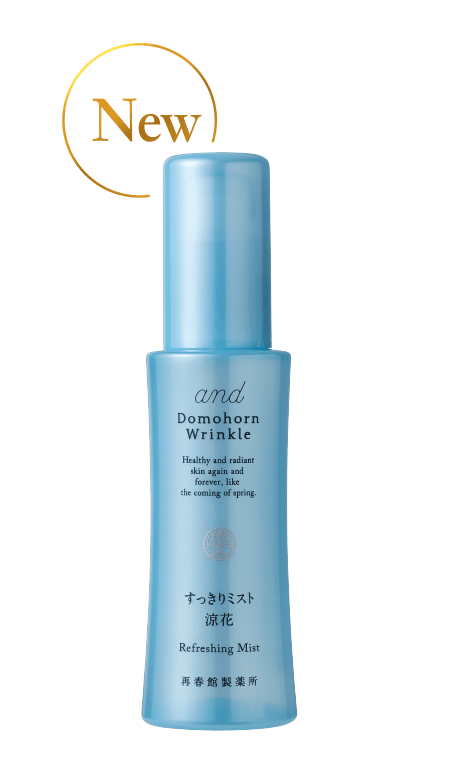 New
and
Domohorn
Wrinkle
Healthy and radiant
skin again and
forever, like
the coming of spring.
すっきりミスト
涼花
Refreshing Mist
再春館製薬所